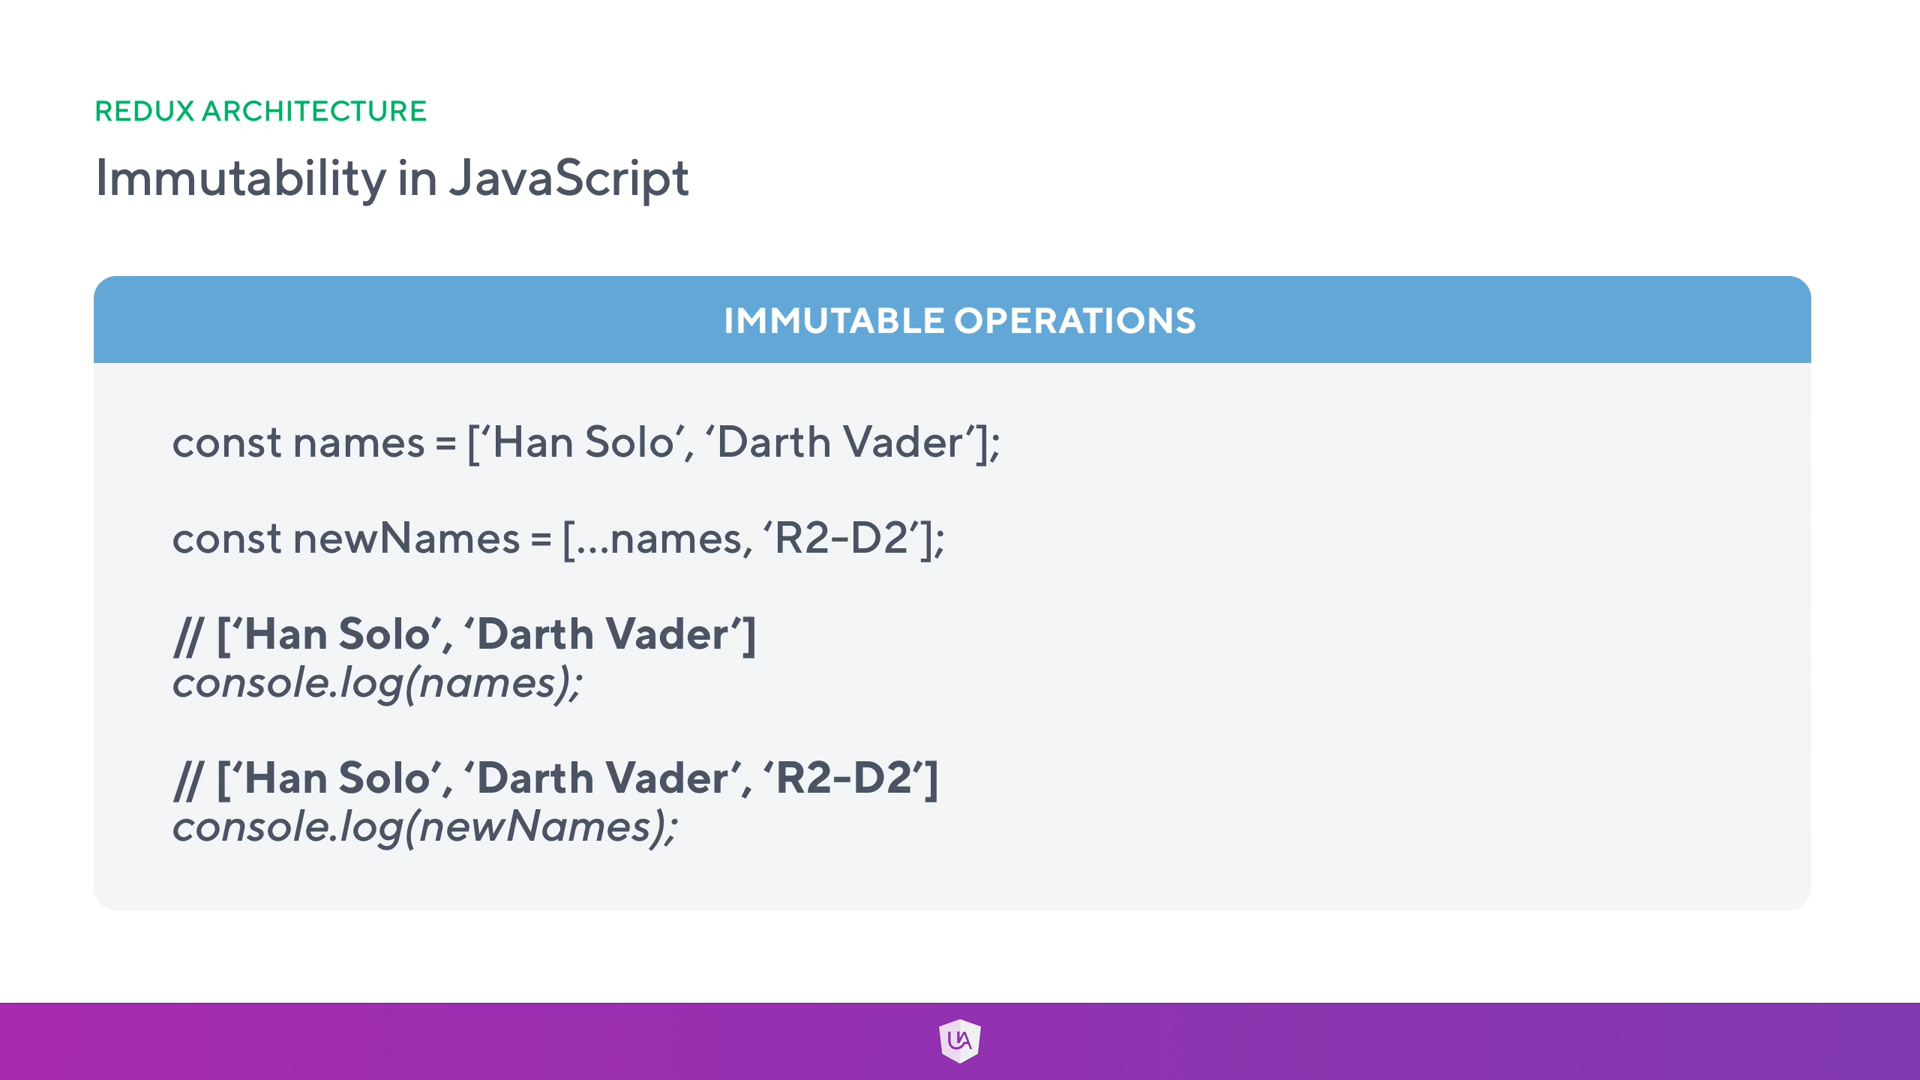 REDUX ARCHITECTURE
Immutability in JavaScript
IMMUTABLE OPERATIONS
const names = [‘Han Solo’, ‘Darth Vader’];
const newNames = [...names, ‘R2-D2’];
// [‘Han Solo’, ‘Darth Vader’]
console.log(names);
// [‘Han Solo’, ‘Darth Vader’, ‘R2-D2’]
console.log(newNames);
UA